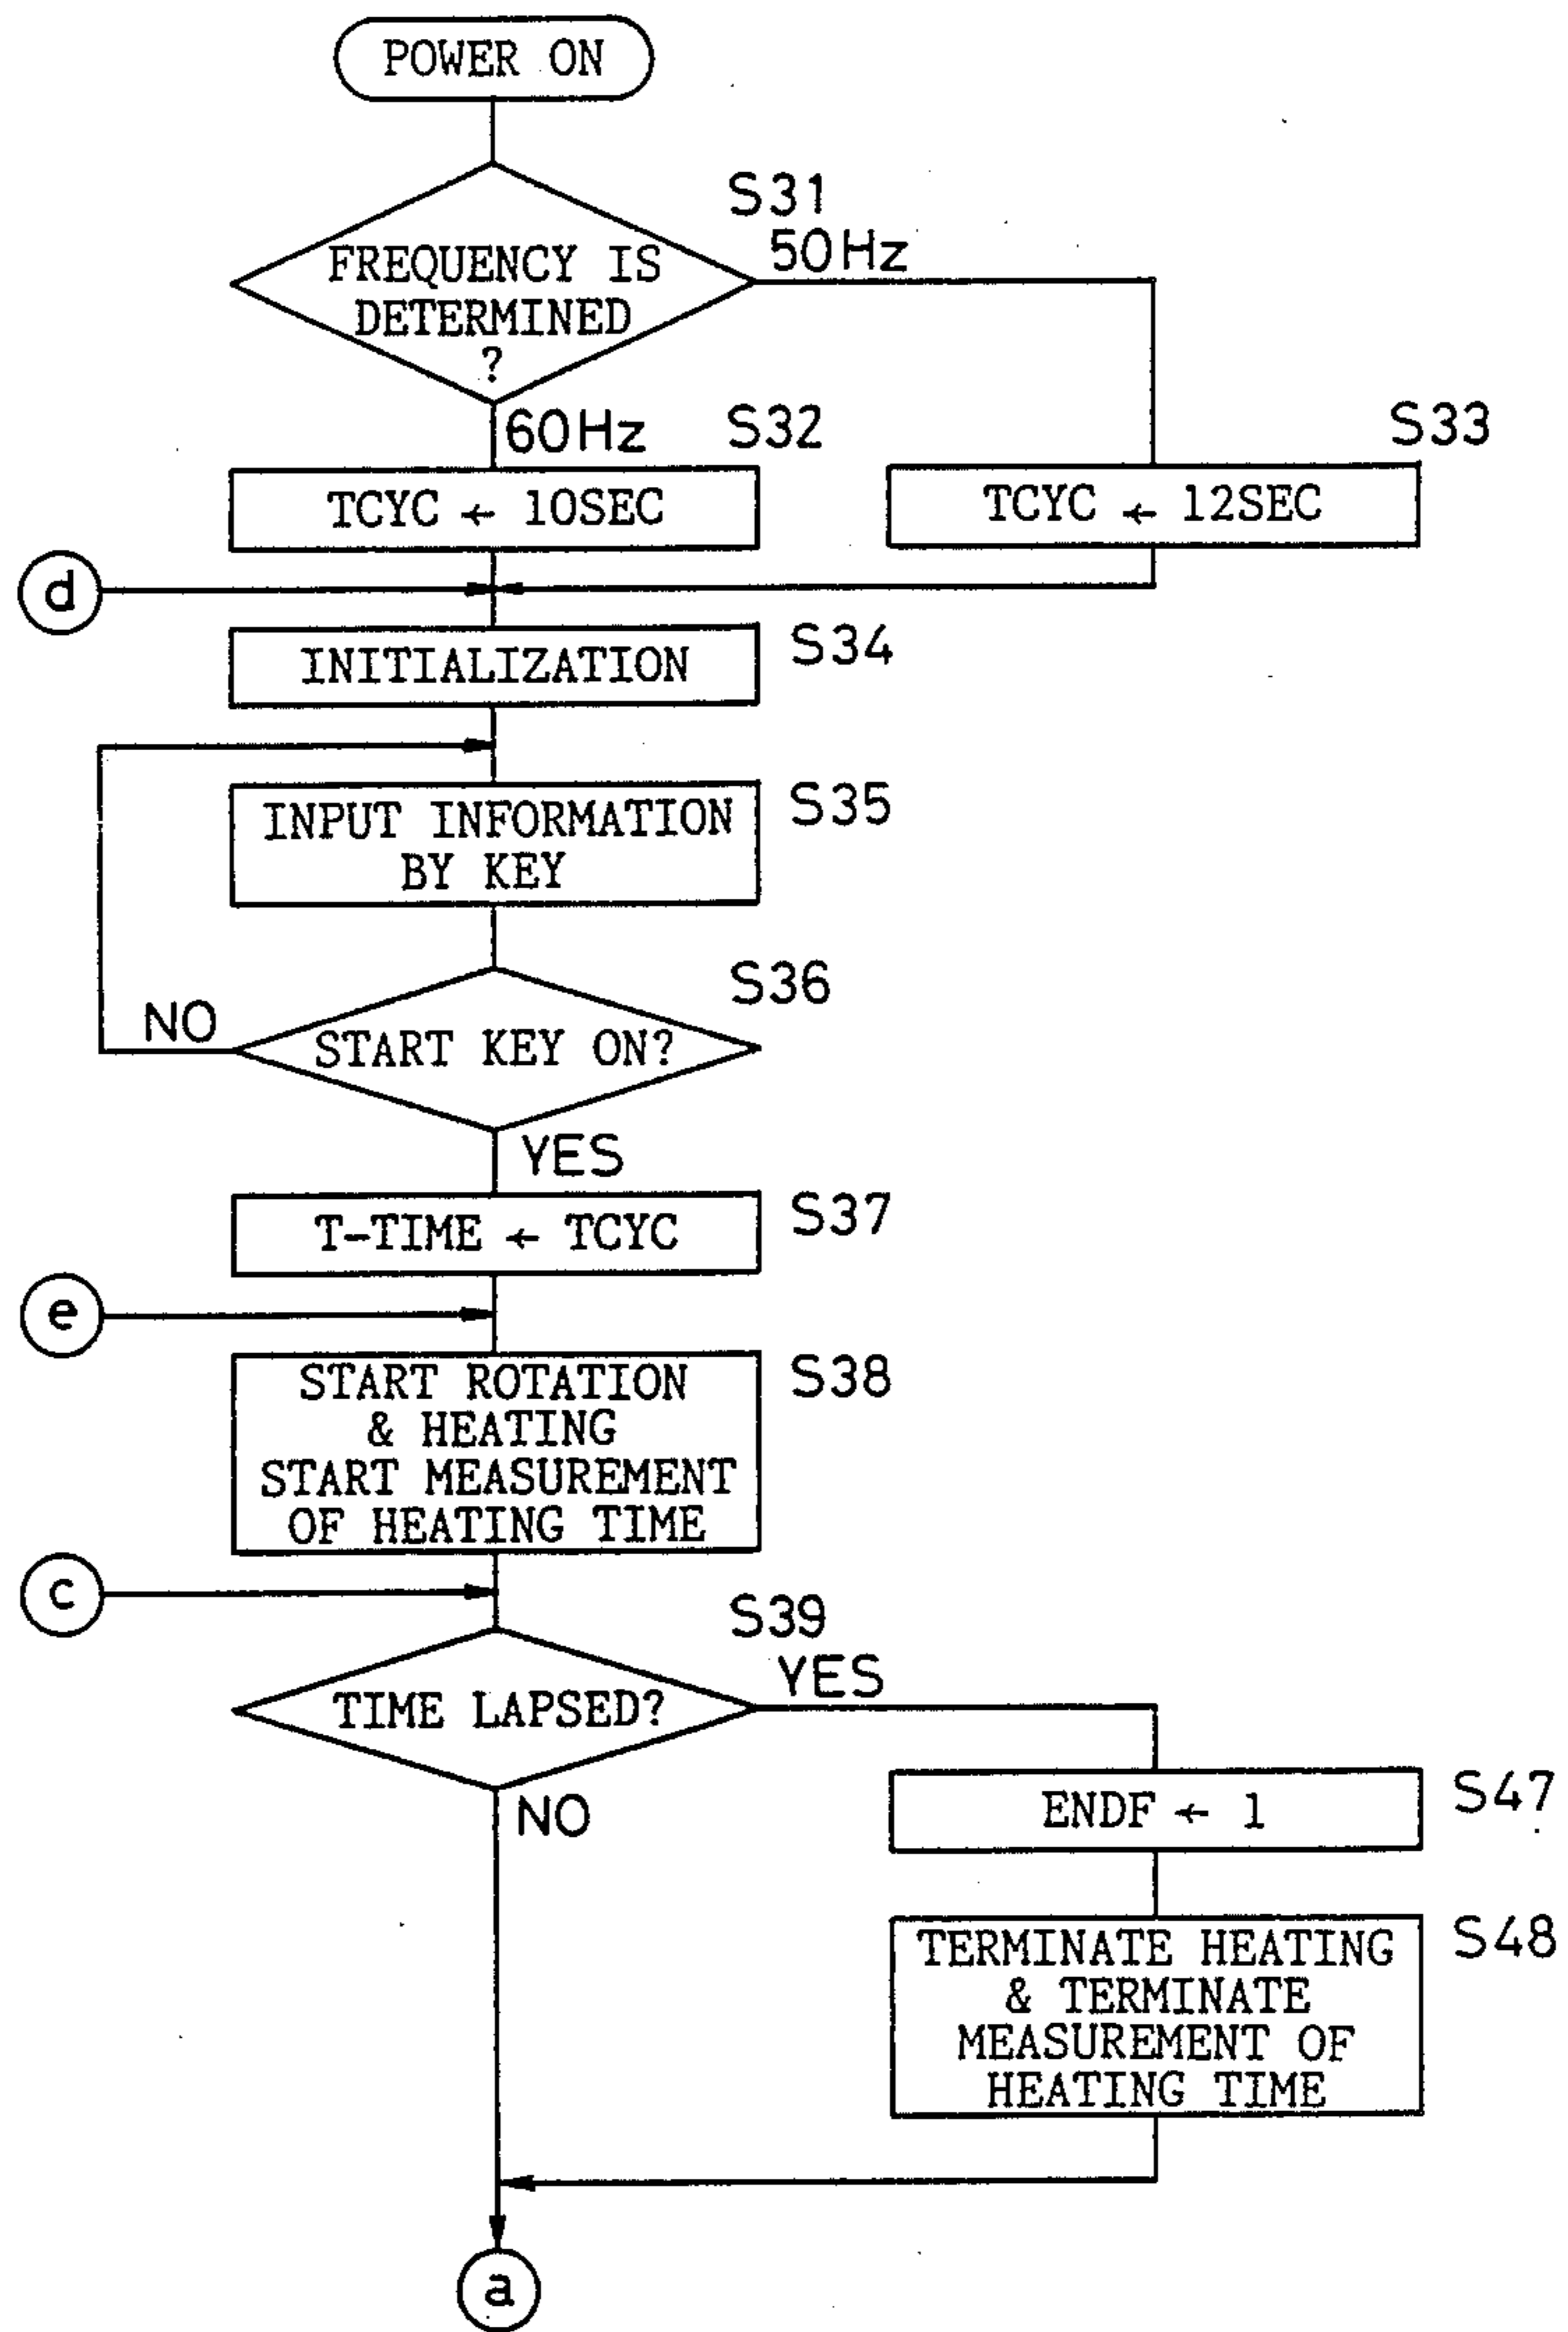 POWER ON
S31
50Hz
FREQUENCY IS
DETERMINED
?
60Hz
S32
S33
TCYC ← 10SEC
TCYC ← 12SEC
d
INITIALIZATION
S34
INPUT INFORMATION
BY KEY
S35
S36
NO
START KEY ON?
YES
T-TIME ← TCYC
S37
e
START ROTATION
& HEATING
START MEASUREMENT
OF HEATING TIME
S38
c
S39
YES
TIME LAPSED?
NO
ENDF ← 1
S47
TERMINATE HEATING
& TERMINATE
MEASUREMENT OF
HEATING TIME
S48
a